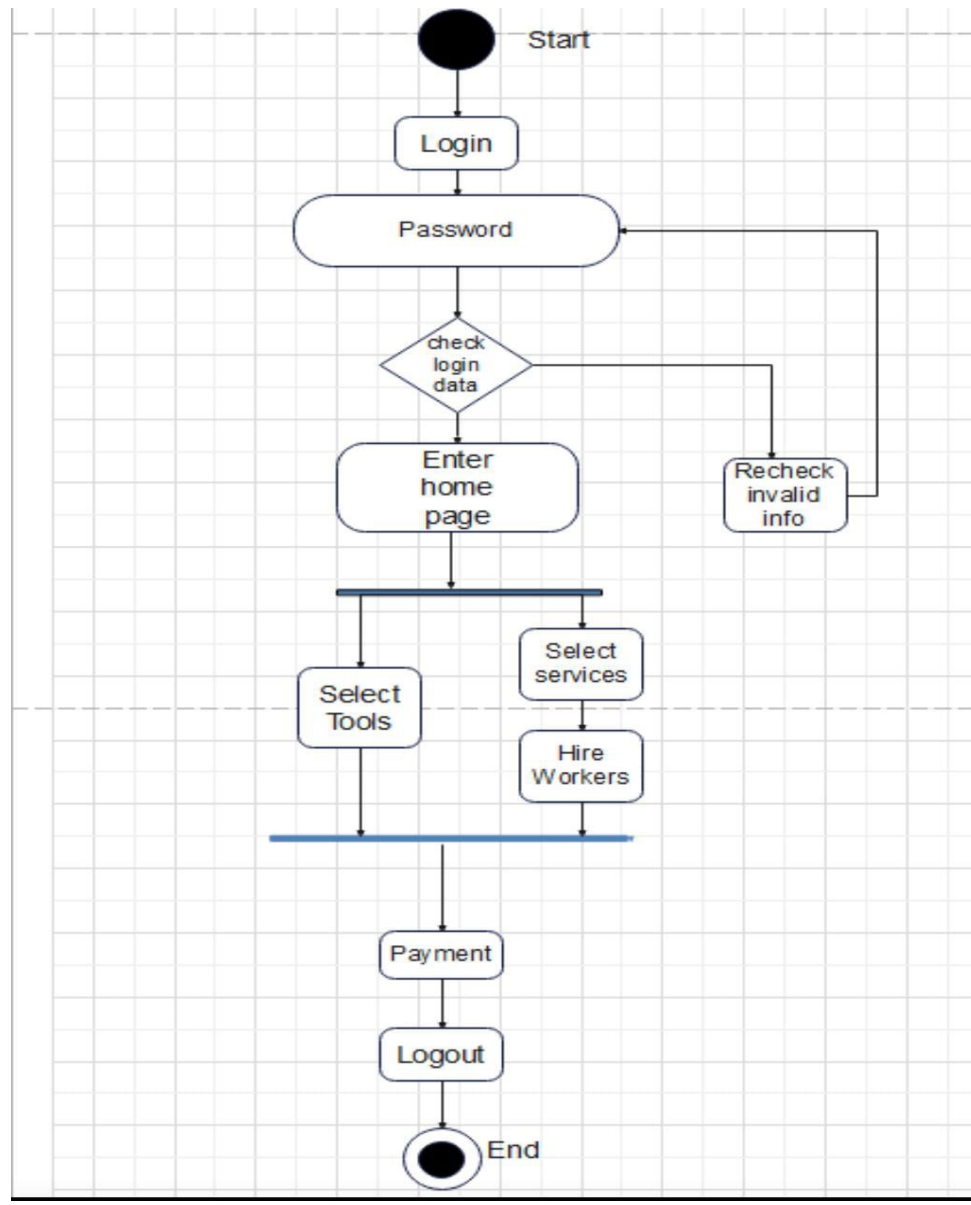 Start
Login
Password
check
login
data
Enter
home
page
Recheck
invalid
info
Select
services
Select
Tools
Hire
Workers
Payment
Logout
End